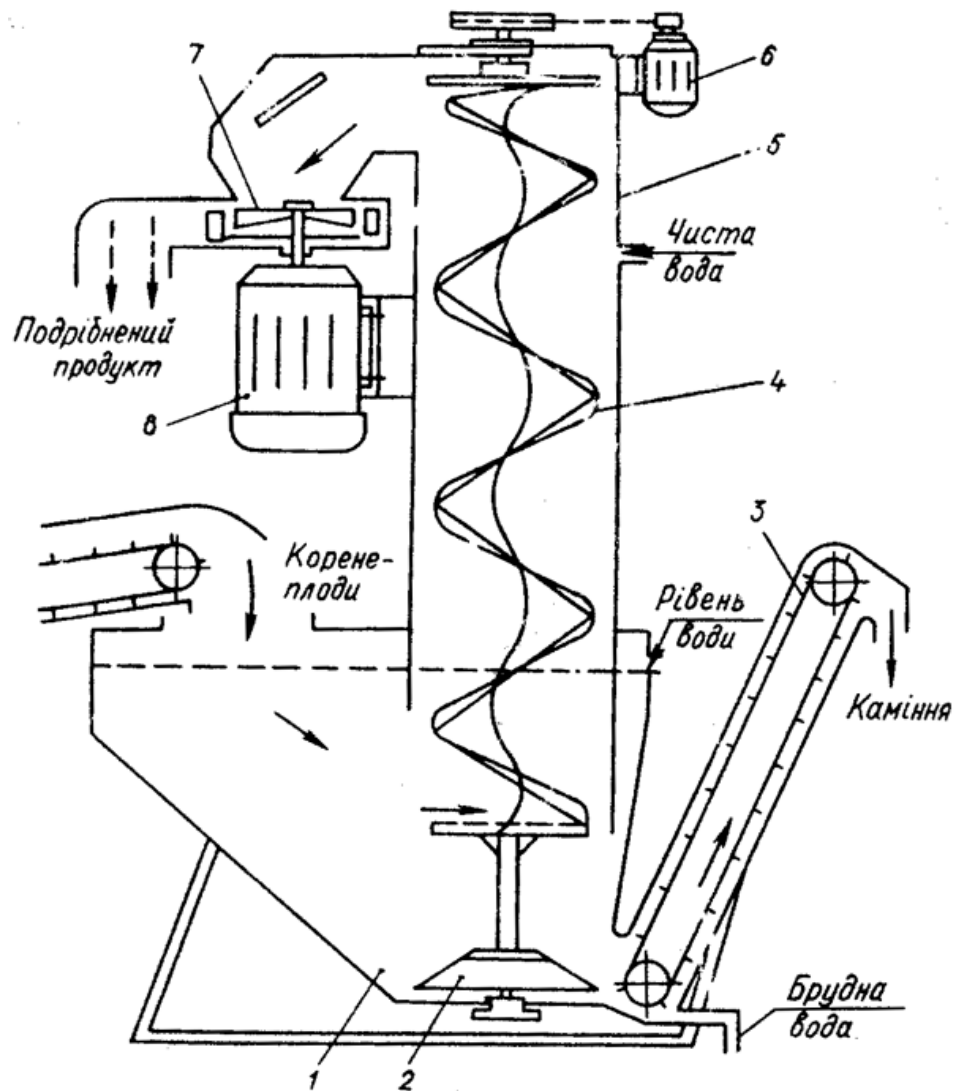 7
6
5
Чиста
вода
Подрібнений
продукт
8
4
3
Корене-
плоди
Рівень
води
Каміння
Брудна
вода
1
2